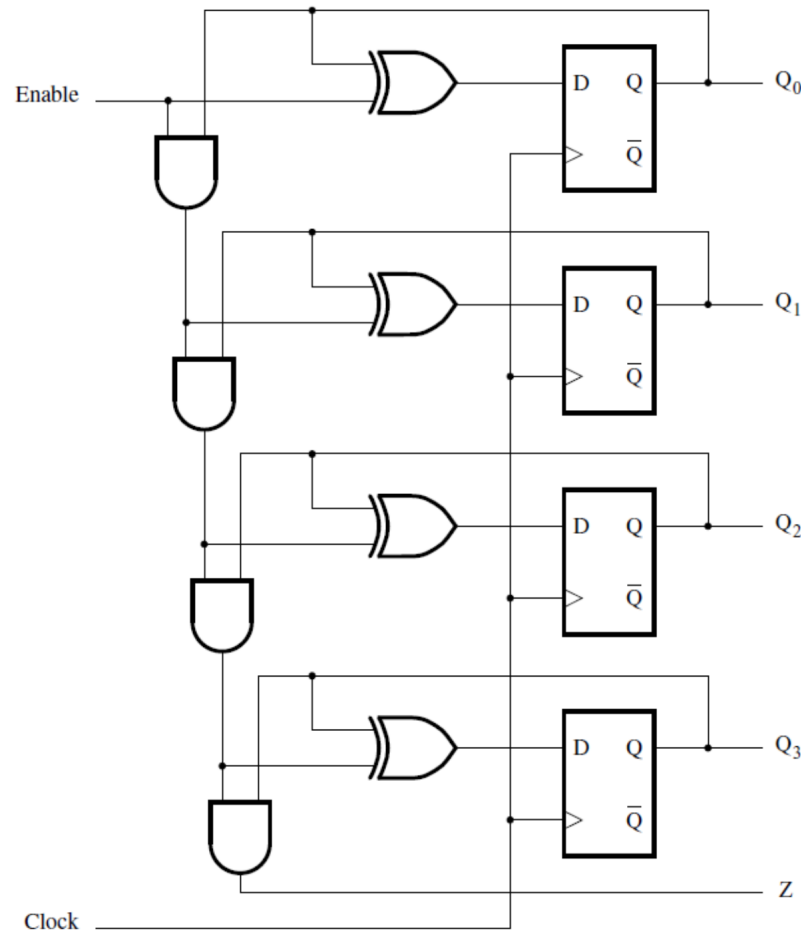 D Q Q0
Enable
Q̅
D Q Q1
Q̅
D Q Q2
Q̅
D Q Q3
Q̅
Z
Clock